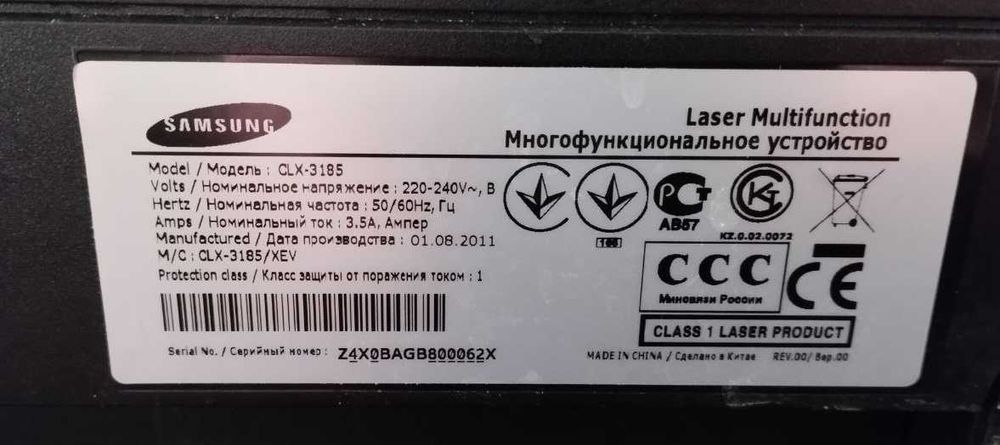 SAMSUNG
Laser Multifunction
Многофункциональное устройство
Model / Модель : CLX-3185
Volts / Номинальное напряжение : 220-240V~, В
Hertz / Номинальная частота : 50/60Hz, Гц
Amps / Номинальный ток : 3.5A, Ампер
Manufactured / Дата производства : 01.08.2011
M/C : CLX-3185/XEV
Protection class / Класс защиты от поражения током : 1
Serial No. / Серийный номер : Z4X0BAGB800062X
АВ57
KZ.0.02.0072
ССС
Минсвязи России
CE
CLASS 1 LASER PRODUCT
MADE IN CHINA / Сделано в Китае REV.00/ Вер.00